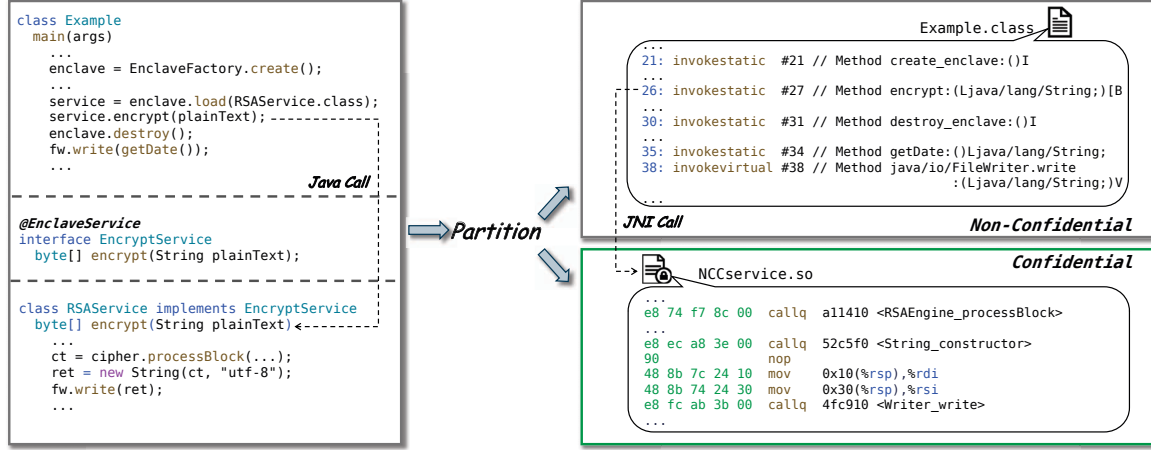 class Example
main(args)
...
enclave = EnclaveFactory.create();
...
service = enclave.load(RSAService.class);
service.encrypt(plainText);
enclave.destroy();
fw.write(getDate());
...
Java Call
@EnclaveService
interface EncryptService
byte[] encrypt(String plainText);
class RSAService implements EncryptService
byte[] encrypt(String plainText)
...
ct = cipher.processBlock(...);
ret = new String(ct, "utf-8");
fw.write(ret);
...
Partition
Example.class
...
21: invokestatic #21 // Method create_enclave:()I
...
26: invokestatic #27 // Method encrypt:(Ljava/lang/String;)[B
...
30: invokestatic #31 // Method destroy_enclave:()I
...
35: invokestatic #34 // Method getDate:()Ljava/lang/String;
38: invokevirtual #38 // Method java/io/FileWriter.write
:(Ljava/lang/String;)V
...
JNI Call
Non-Confidential
Confidential
NCCservice.so
...
e8 74 f7 8c 00 callq a11410 <RSAEngine_processBlock>
...
e8 ec a8 3e 00 callq 52c5f0 <String_constructor>
90 nop
48 8b 7c 24 10 mov 0x10(%rsp),%rdi
48 8b 74 24 30 mov 0x30(%rsp),%rsi
e8 fc ab 3b 00 callq 4fc910 <Writer_write>
...